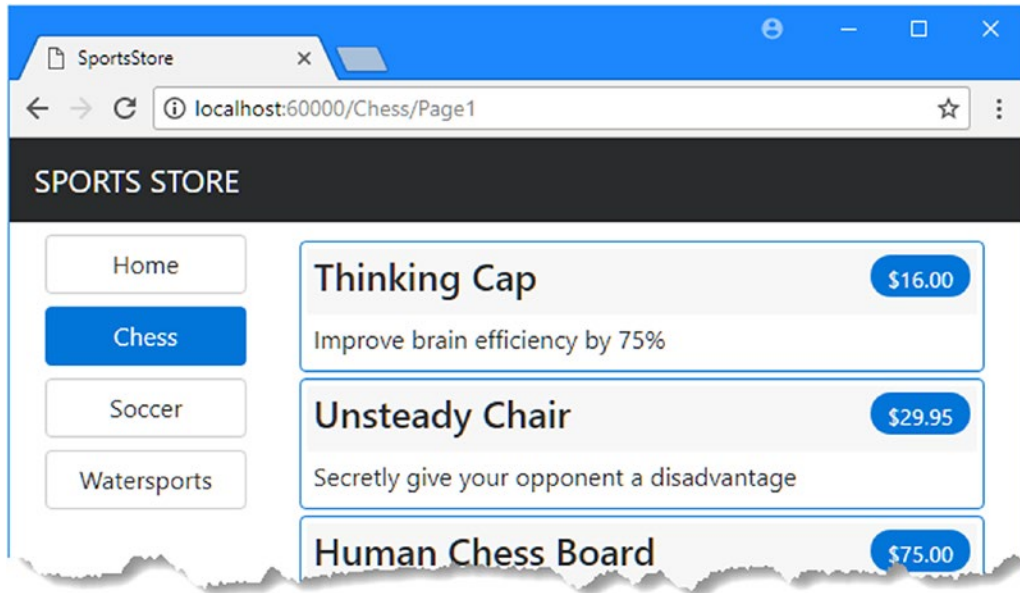 SportsStore
localhost:60000/Chess/Page1
SPORTS STORE
Home
Chess
Soccer
Watersports
Thinking Cap
$16.00
Improve brain efficiency by 75%
Unsteady Chair
$29.95
Secretly give your opponent a disadvantage
Human Chess Board
$75.00